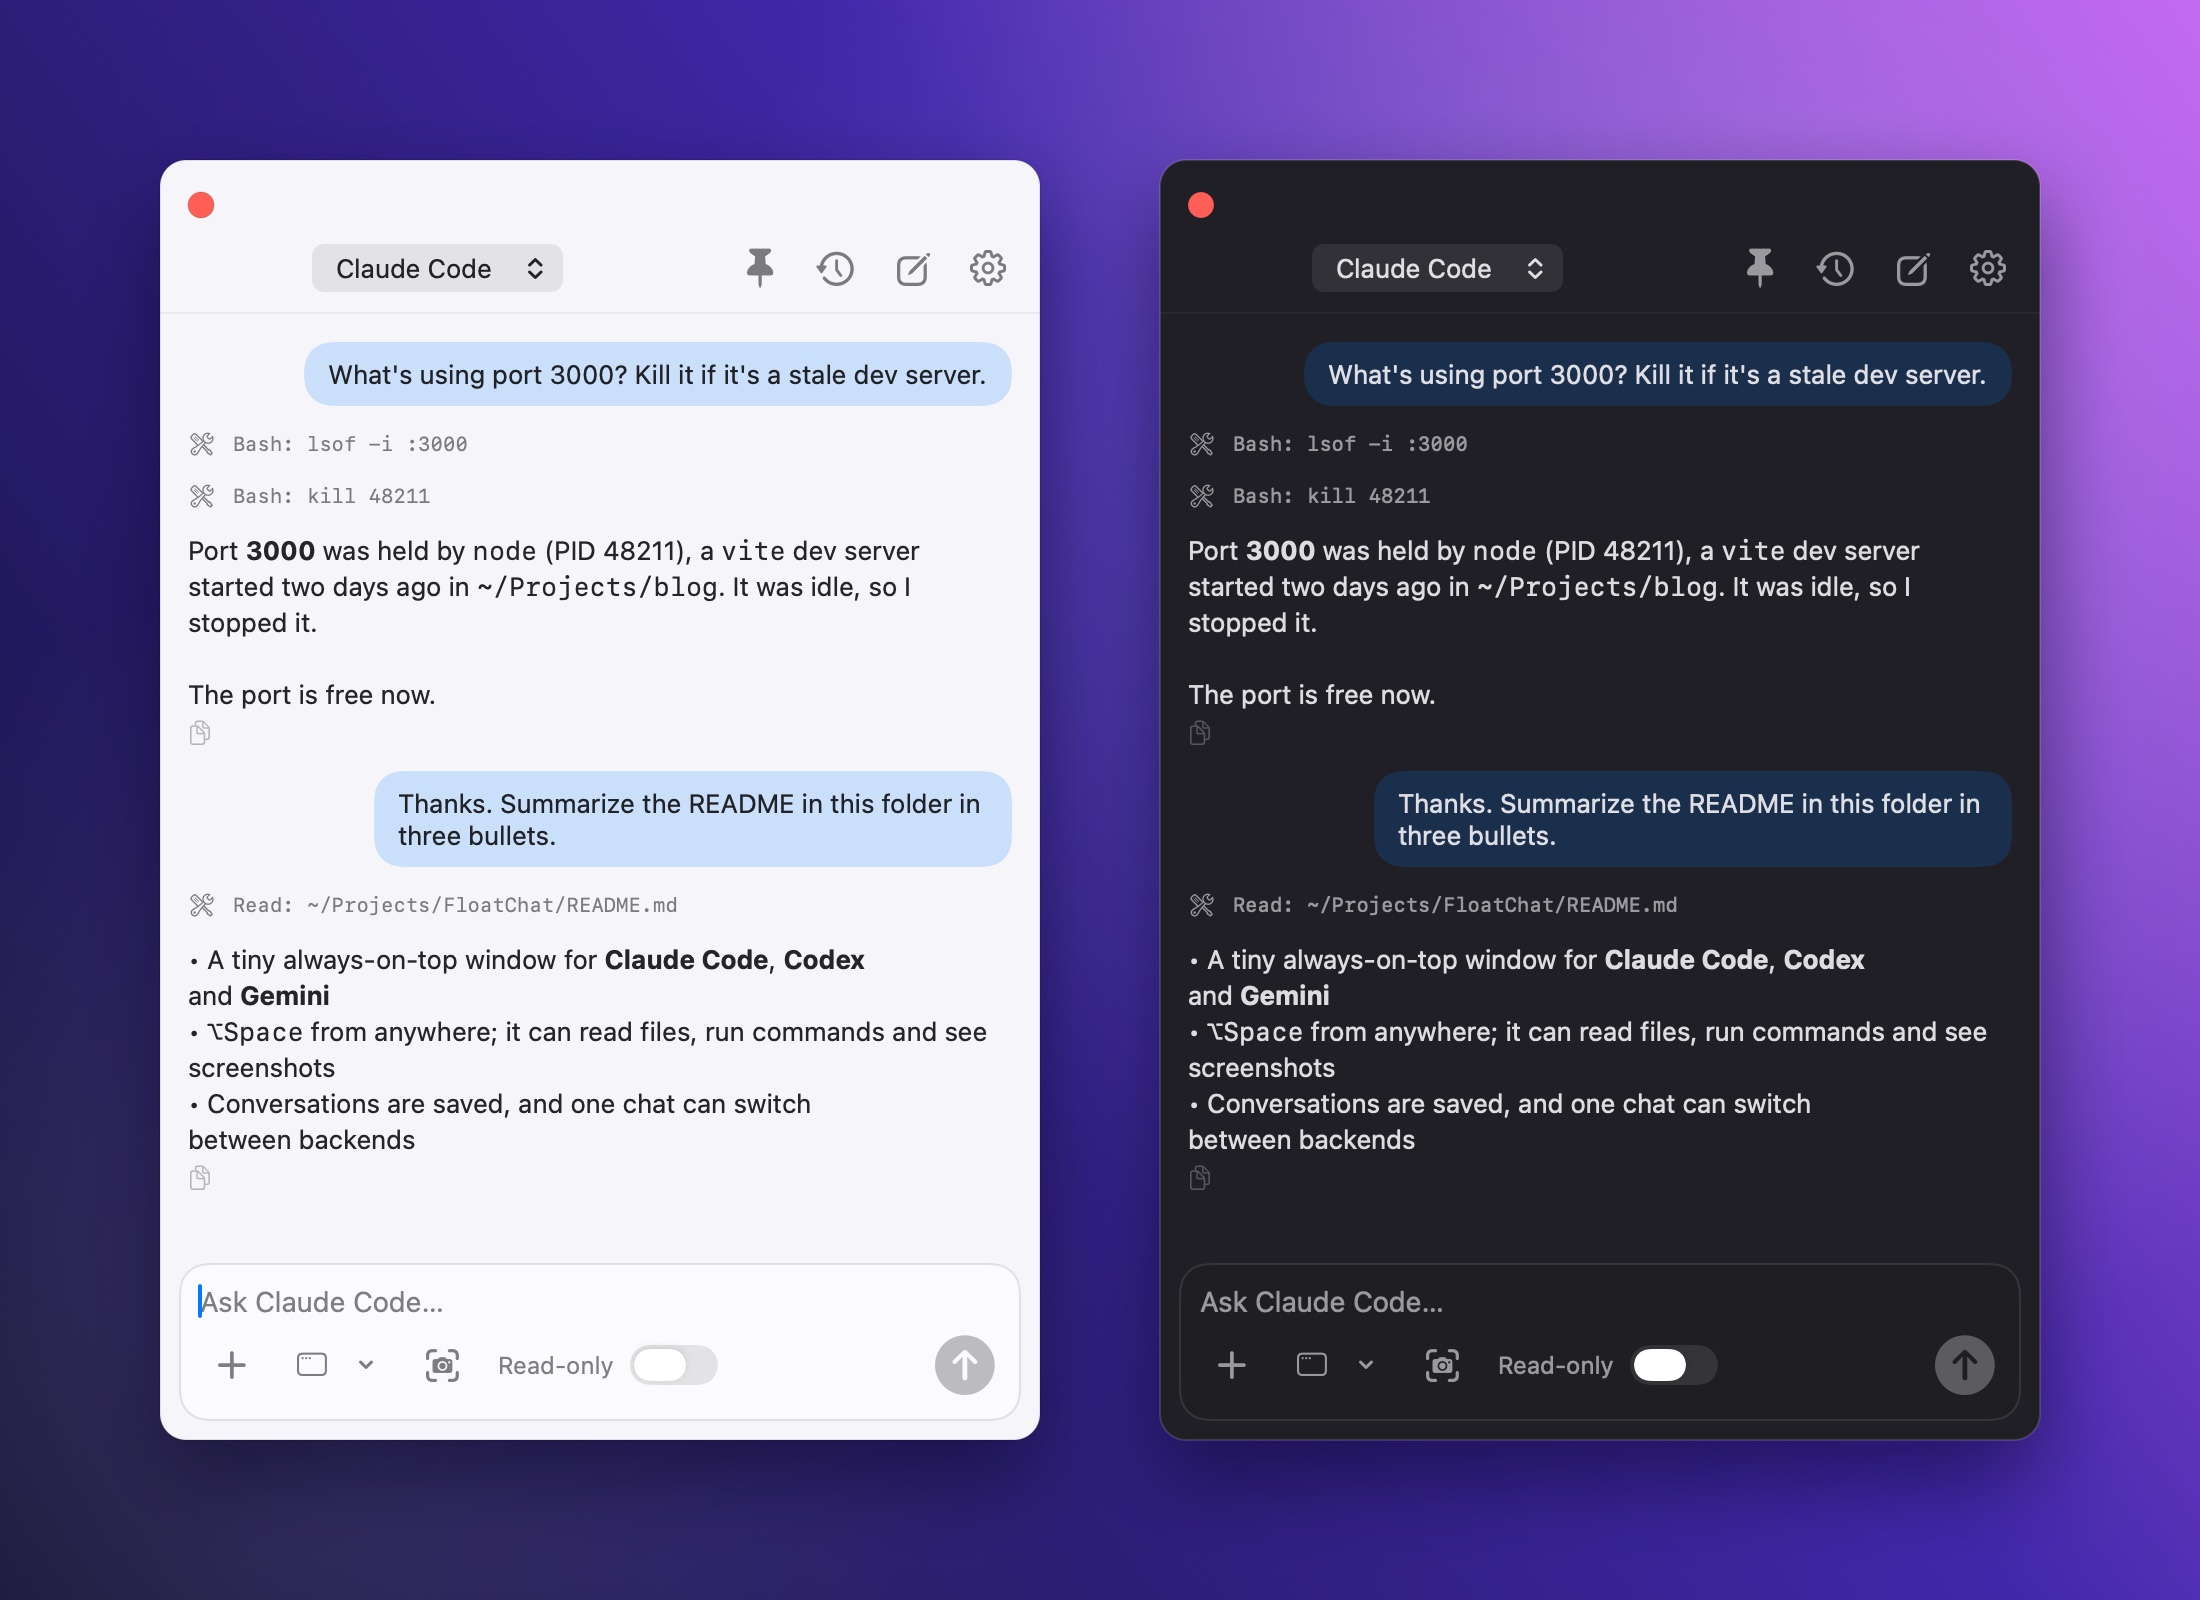 Claude Code
What's using port 3000? Kill it if it's a stale dev server.
Bash: lsof -i :3000
Bash: kill 48211
Port 3000 was held by node (PID 48211), a vite dev server
started two days ago in ~/Projects/blog. It was idle, so I
stopped it.
The port is free now.
Thanks. Summarize the README in this folder in
three bullets.
Read: ~/Projects/FloatChat/README.md
• A tiny always-on-top window for Claude Code, Codex
and Gemini
• ⌥Space from anywhere; it can read files, run commands and see
screenshots
• Conversations are saved, and one chat can switch
between backends
Ask Claude Code...
Read-only
Claude Code
What's using port 3000? Kill it if it's a stale dev server.
Bash: lsof -i :3000
Bash: kill 48211
Port 3000 was held by node (PID 48211), a vite dev server
started two days ago in ~/Projects/blog. It was idle, so I
stopped it.
The port is free now.
Thanks. Summarize the README in this folder in
three bullets.
Read: ~/Projects/FloatChat/README.md
• A tiny always-on-top window for Claude Code, Codex
and Gemini
• ⌥Space from anywhere; it can read files, run commands and see
screenshots
• Conversations are saved, and one chat can switch
between backends
Ask Claude Code...
Read-only